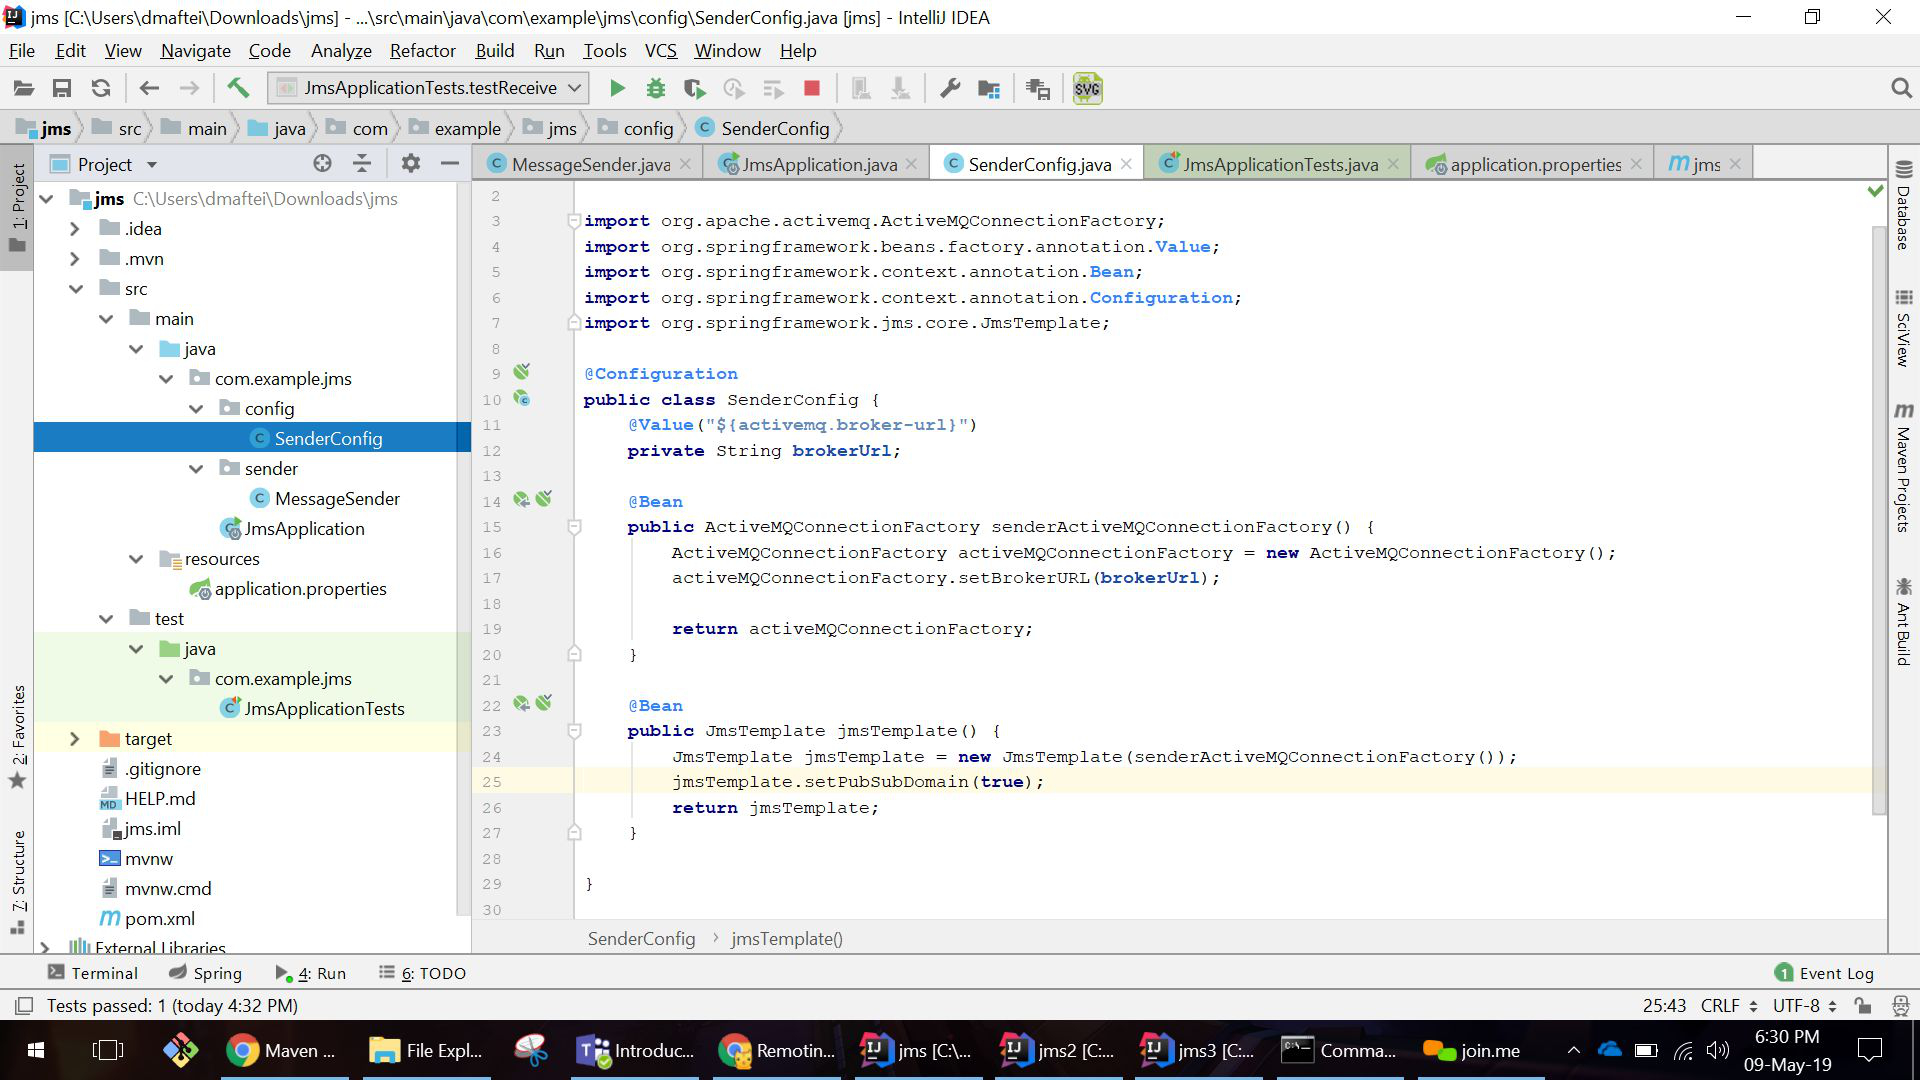 jms [C:\Users\dmaftei\Downloads\jms] - ...\src\main\java\com\example\jms\config\SenderConfig.java [jms] - IntelliJ IDEA
File Edit View Navigate Code Analyze Refactor Build Run Tools VCS Window Help
JmsApplicationTests.testReceive
SVG
jms src main java com example jms config SenderConfig
Project
MessageSender.java JmsApplication.java SenderConfig.java JmsApplicationTests.java application.properties jms
1: Project
2: Favorites
7: Structure
jms C:\Users\dmaftei\Downloads\jms
.idea
.mvn
src
main
java
com.example.jms
config
SenderConfig
sender
MessageSender
JmsApplication
resources
application.properties
test
java
com.example.jms
JmsApplicationTests
target
.gitignore
HELP.md
jms.iml
mvnw
mvnw.cmd
pom.xml
External Libraries
2
3 import org.apache.activemq.ActiveMQConnectionFactory;
4 import org.springframework.beans.factory.annotation.Value;
5 import org.springframework.context.annotation.Bean;
6 import org.springframework.context.annotation.Configuration;
7 import org.springframework.jms.core.JmsTemplate;
8
9 @Configuration
10 public class SenderConfig {
11 @Value("${activemq.broker-url}")
12 private String brokerUrl;
13
14 @Bean
15 public ActiveMQConnectionFactory senderActiveMQConnectionFactory() {
16 ActiveMQConnectionFactory activeMQConnectionFactory = new ActiveMQConnectionFactory();
17 activeMQConnectionFactory.setBrokerURL(brokerUrl);
18
19 return activeMQConnectionFactory;
20 }
21
22 @Bean
23 public JmsTemplate jmsTemplate() {
24 JmsTemplate jmsTemplate = new JmsTemplate(senderActiveMQConnectionFactory());
25 jmsTemplate.setPubSubDomain(true);
26 return jmsTemplate;
27 }
28
29 }
30
SenderConfig › jmsTemplate()
Database
SciView
Maven Projects
Ant Build
Terminal Spring 4: Run 6: TODO 1 Event Log
Tests passed: 1 (today 4:32 PM) 25:43 CRLF UTF-8
Maven ... File Expl... Introduc... Remotin... jms [C:\... jms2 [C:... jms3 [C:... Comma... join.me
6:30 PM
09-May-19